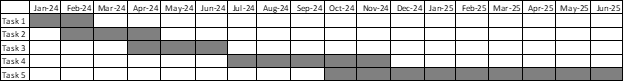 Jan-24 Feb-24 Mar-24 Apr-24 May-24 Jun-24 Jul-24 Aug-24 Sep-24 Oct-24 Nov-24 Dec-24 Jan-25 Feb-25 Mar-25 Apr-25 May-25 Jun-25
Task 1
Task 2
Task 3
Task 4
Task 5